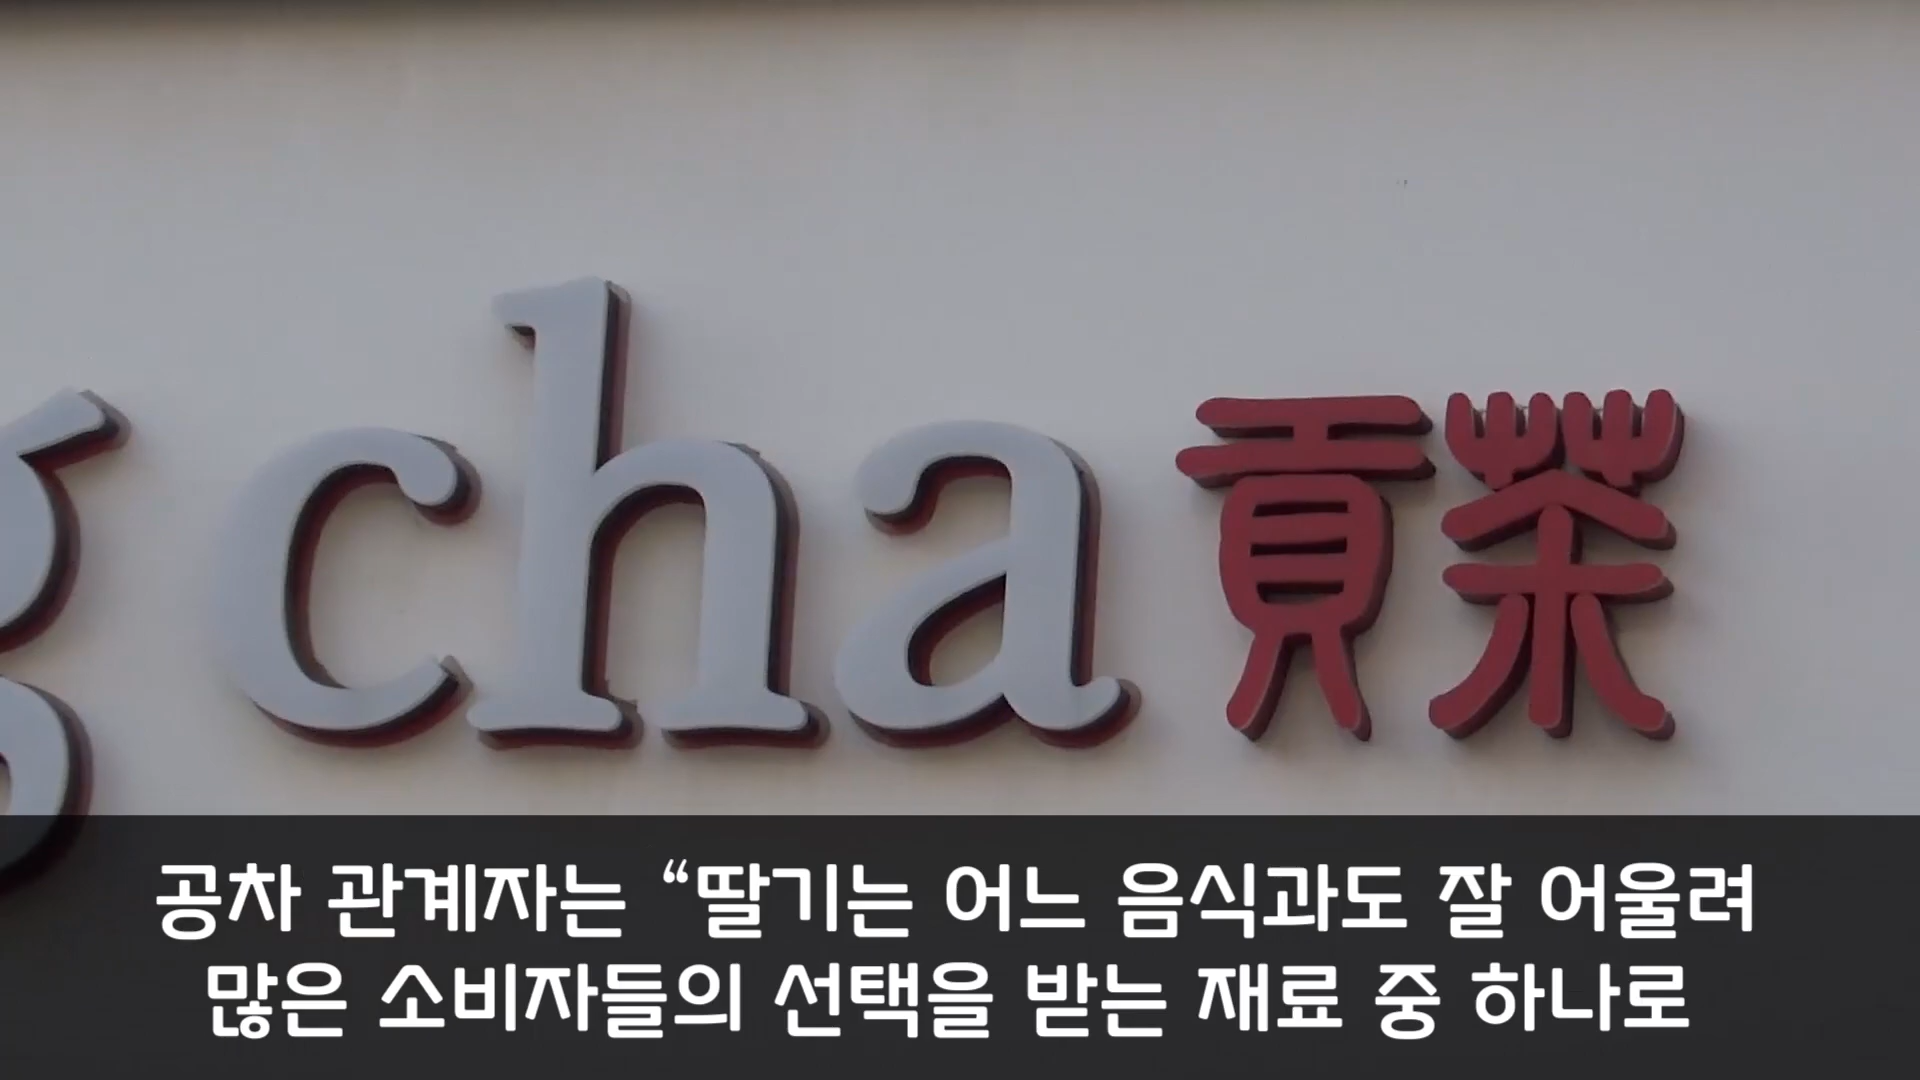 g cha 貢茶
공차 관계자는 “딸기는 어느 음식과도 잘 어울려
많은 소비자들의 선택을 받는 재료 중 하나로